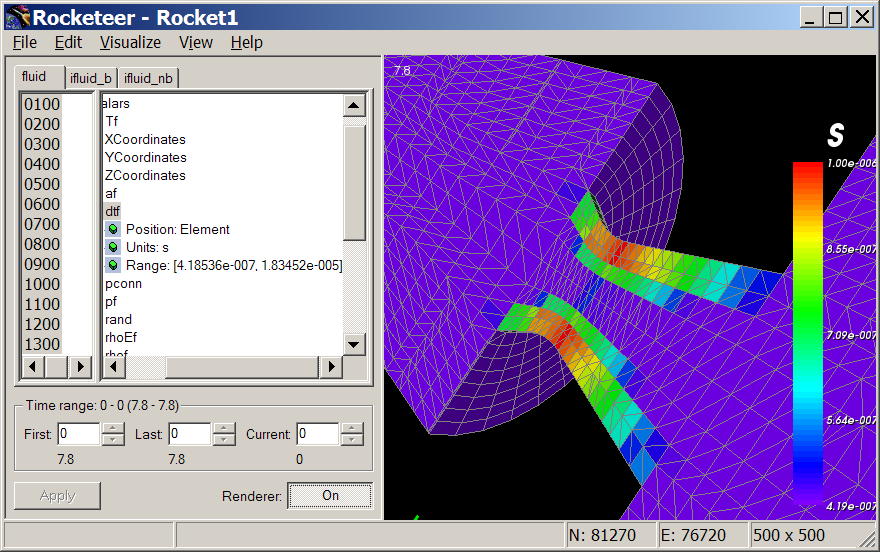 Rocketeer - Rocket1
File Edit Visualize View Help
fluid ifluid_b ifluid_nb
0100
0200
0300
0400
0500
0600
0700
0800
0900
1000
1100
1200
1300
alars
Tf
XCoordinates
YCoordinates
ZCoordinates
af
dtf
Position: Element
Units: s
Range: [4.18536e-007, 1.83452e-005]
pconn
pf
rand
rhoEf
rhof
Time range: 0 - 0 (7.8 - 7.8)
First: 0 Last: 0 Current: 0
7.8 7.8 0
Apply Renderer: On
7.8
S
1.00e-006
8.55e-007
7.09e-007
5.64e-007
4.19e-007
N: 81270 E: 76720 500 x 500